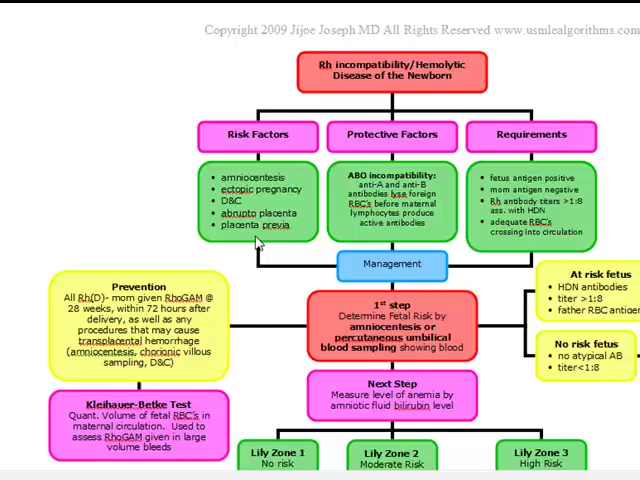 Copyright 2009 Jijoe Joseph MD All Rights Reserved www.usmlealgorithms.com
Rh incompatibility/Hemolytic
Disease of the Newborn
Risk Factors
Protective Factors
Requirements
• amniocentesis
• ectopic pregnancy
• D&C
• abrupto placenta
• placenta previa
ABO incompatibility:
anti-A and anti-B
antibodies lyse foreign
RBC's before maternal
lymphocytes produce
active antibodies
• fetus antigen positive
• mom antigen negative
• Rh antibody titers >1:8
ass. with HDN
• adequate RBC's
crossing into circulation
Management
Prevention
All Rh(D)- mom given RhoGAM @
28 weeks, within 72 hours after
delivery, as well as any
procedures that may cause
transplacental hemorrhage
(amniocentesis, chorionic villous
sampling, D&C)
1st step
Determine Fetal Risk by
amniocentesis or
percutaneous umbilical
blood sampling showing blood
At risk fetus
• HDN antibodies
• titer >1:8
• father RBC antigen
No risk fetus
• no atypical AB
• titer<1:8
Kleihauer-Betke Test
Quant. Volume of fetal RBC's in
maternal circulation. Used to
assess RhoGAM given in large
volume bleeds
Next Step
Measure level of anemia by
amniotic fluid bilirubin level
Lily Zone 1
No risk
Lily Zone 2
Moderate Risk
Lily Zone 3
High Risk